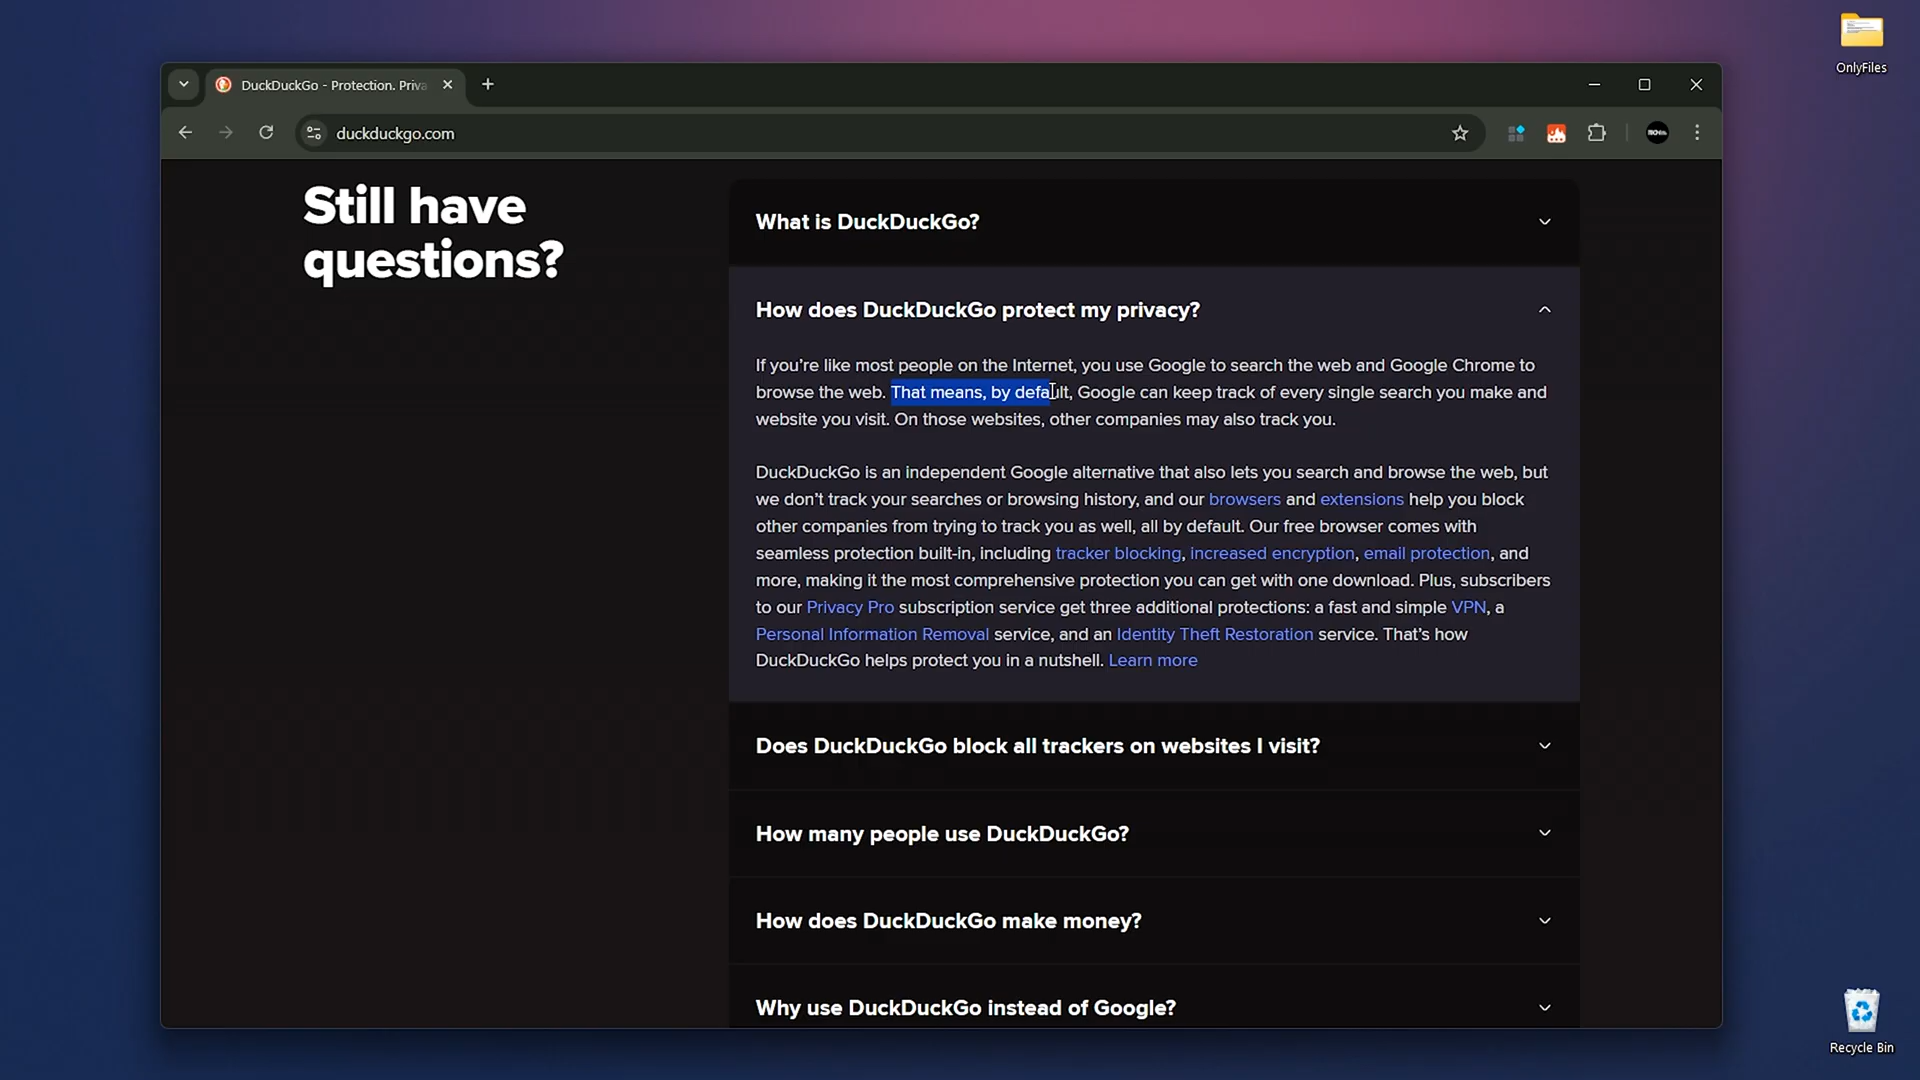 OnlyFiles
DuckDuckGo - Protection. Priva
duckduckgo.com
Still have
questions?
What is DuckDuckGo?
How does DuckDuckGo protect my privacy?
If you’re like most people on the Internet, you use Google to search the web and Google Chrome to
browse the web. That means, by default, Google can keep track of every single search you make and
website you visit. On those websites, other companies may also track you.
DuckDuckGo is an independent Google alternative that also lets you search and browse the web, but
we don’t track your searches or browsing history, and our browsers and extensions help you block
other companies from trying to track you as well, all by default. Our free browser comes with
seamless protection built-in, including tracker blocking, increased encryption, email protection, and
more, making it the most comprehensive protection you can get with one download. Plus, subscribers
to our Privacy Pro subscription service get three additional protections: a fast and simple VPN, a
Personal Information Removal service, and an Identity Theft Restoration service. That’s how
DuckDuckGo helps protect you in a nutshell. Learn more
Does DuckDuckGo block all trackers on websites I visit?
How many people use DuckDuckGo?
How does DuckDuckGo make money?
Why use DuckDuckGo instead of Google?
Recycle Bin